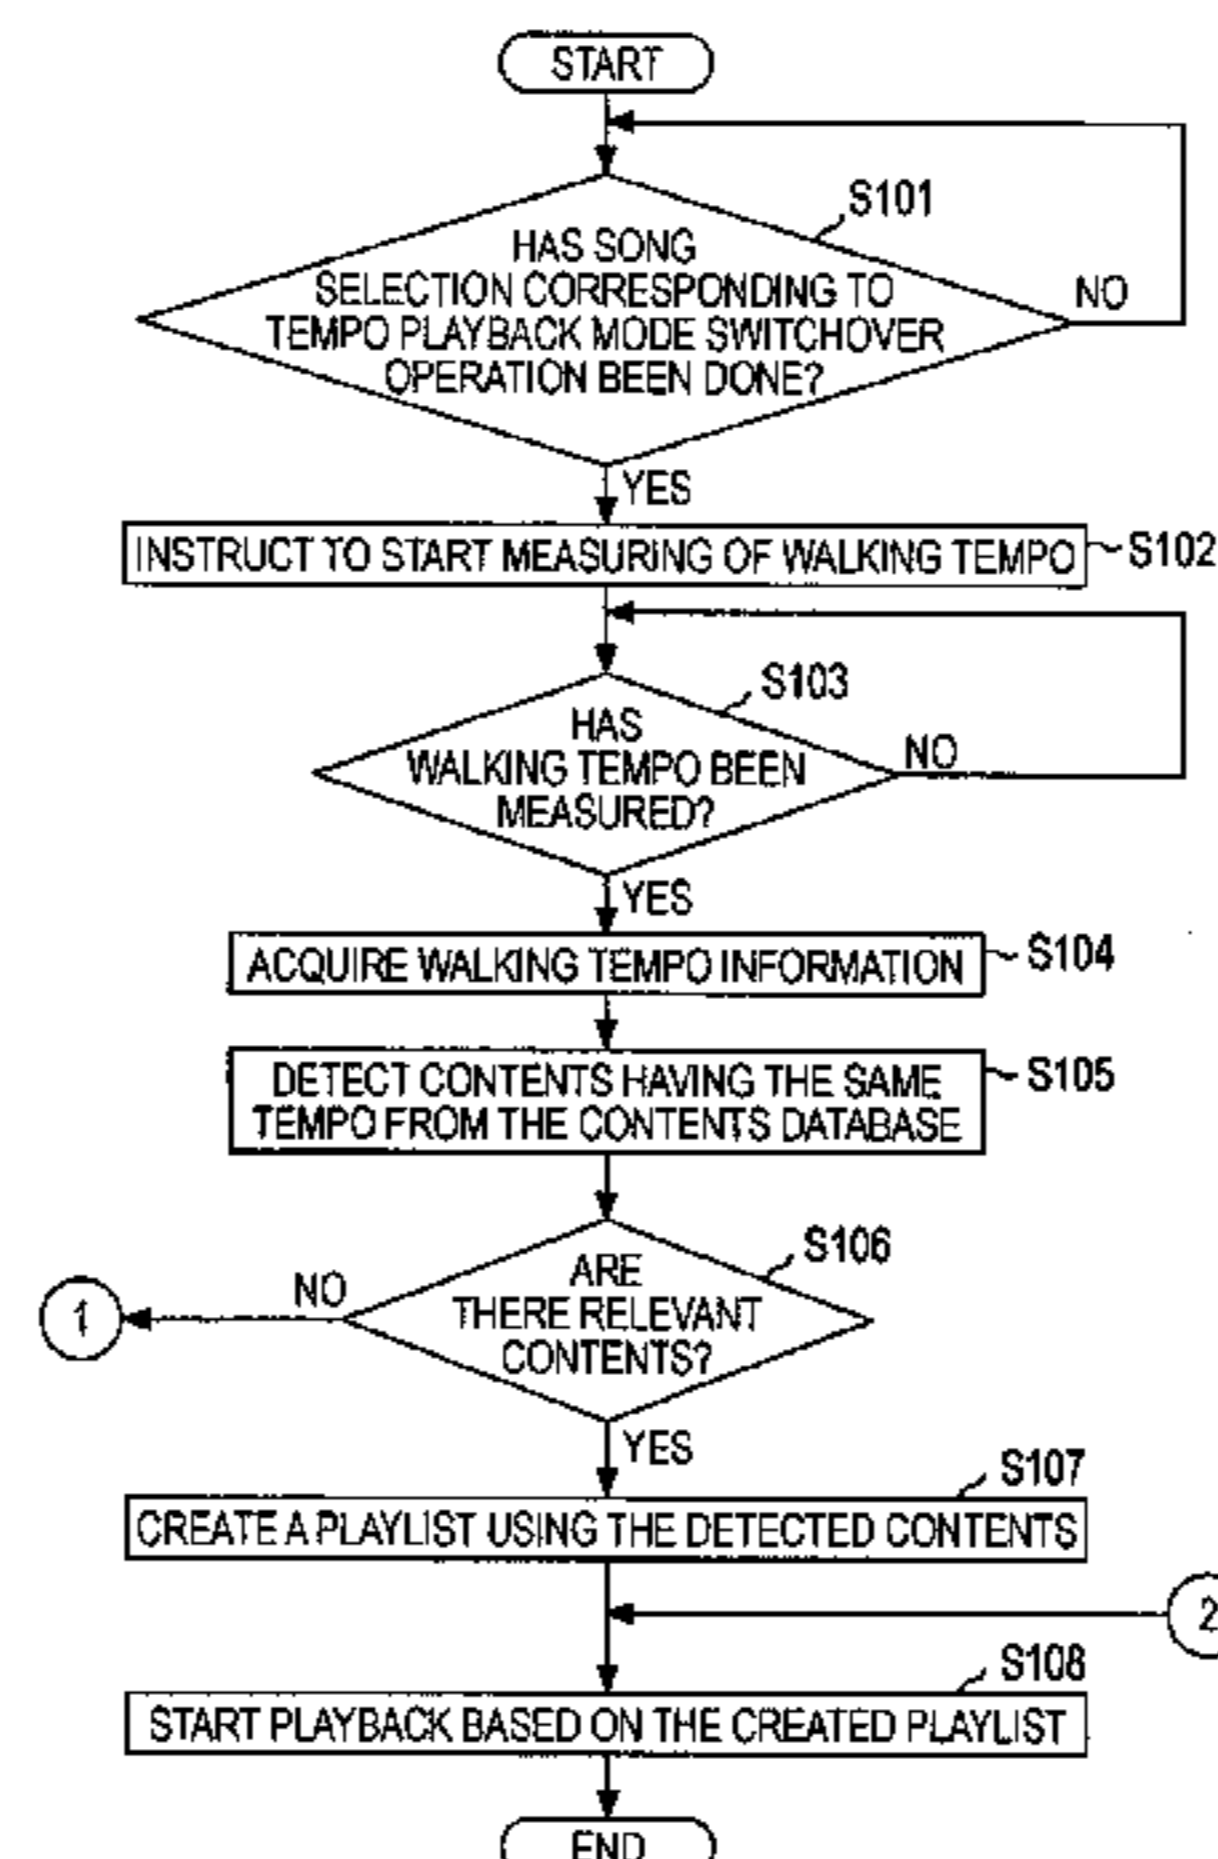 START
S101
HAS SONG
SELECTION CORRESPONDING TO
TEMPO PLAYBACK MODE SWITCHOVER
OPERATION BEEN DONE?
NO
YES
INSTRUCT TO START MEASURING OF WALKING TEMPO
S102
S103
HAS
WALKING TEMPO BEEN
MEASURED?
NO
YES
ACQUIRE WALKING TEMPO INFORMATION
S104
DETECT CONTENTS HAVING THE SAME
TEMPO FROM THE CONTENTS DATABASE
S105
S106
ARE
THERE RELEVANT
CONTENTS?
NO
1
YES
S107
CREATE A PLAYLIST USING THE DETECTED CONTENTS
2
S108
START PLAYBACK BASED ON THE CREATED PLAYLIST
END